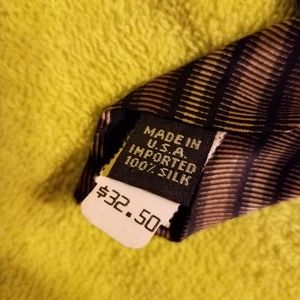 MADE IN
U.S.A.
IMPORTED
100% SILK
$32.50